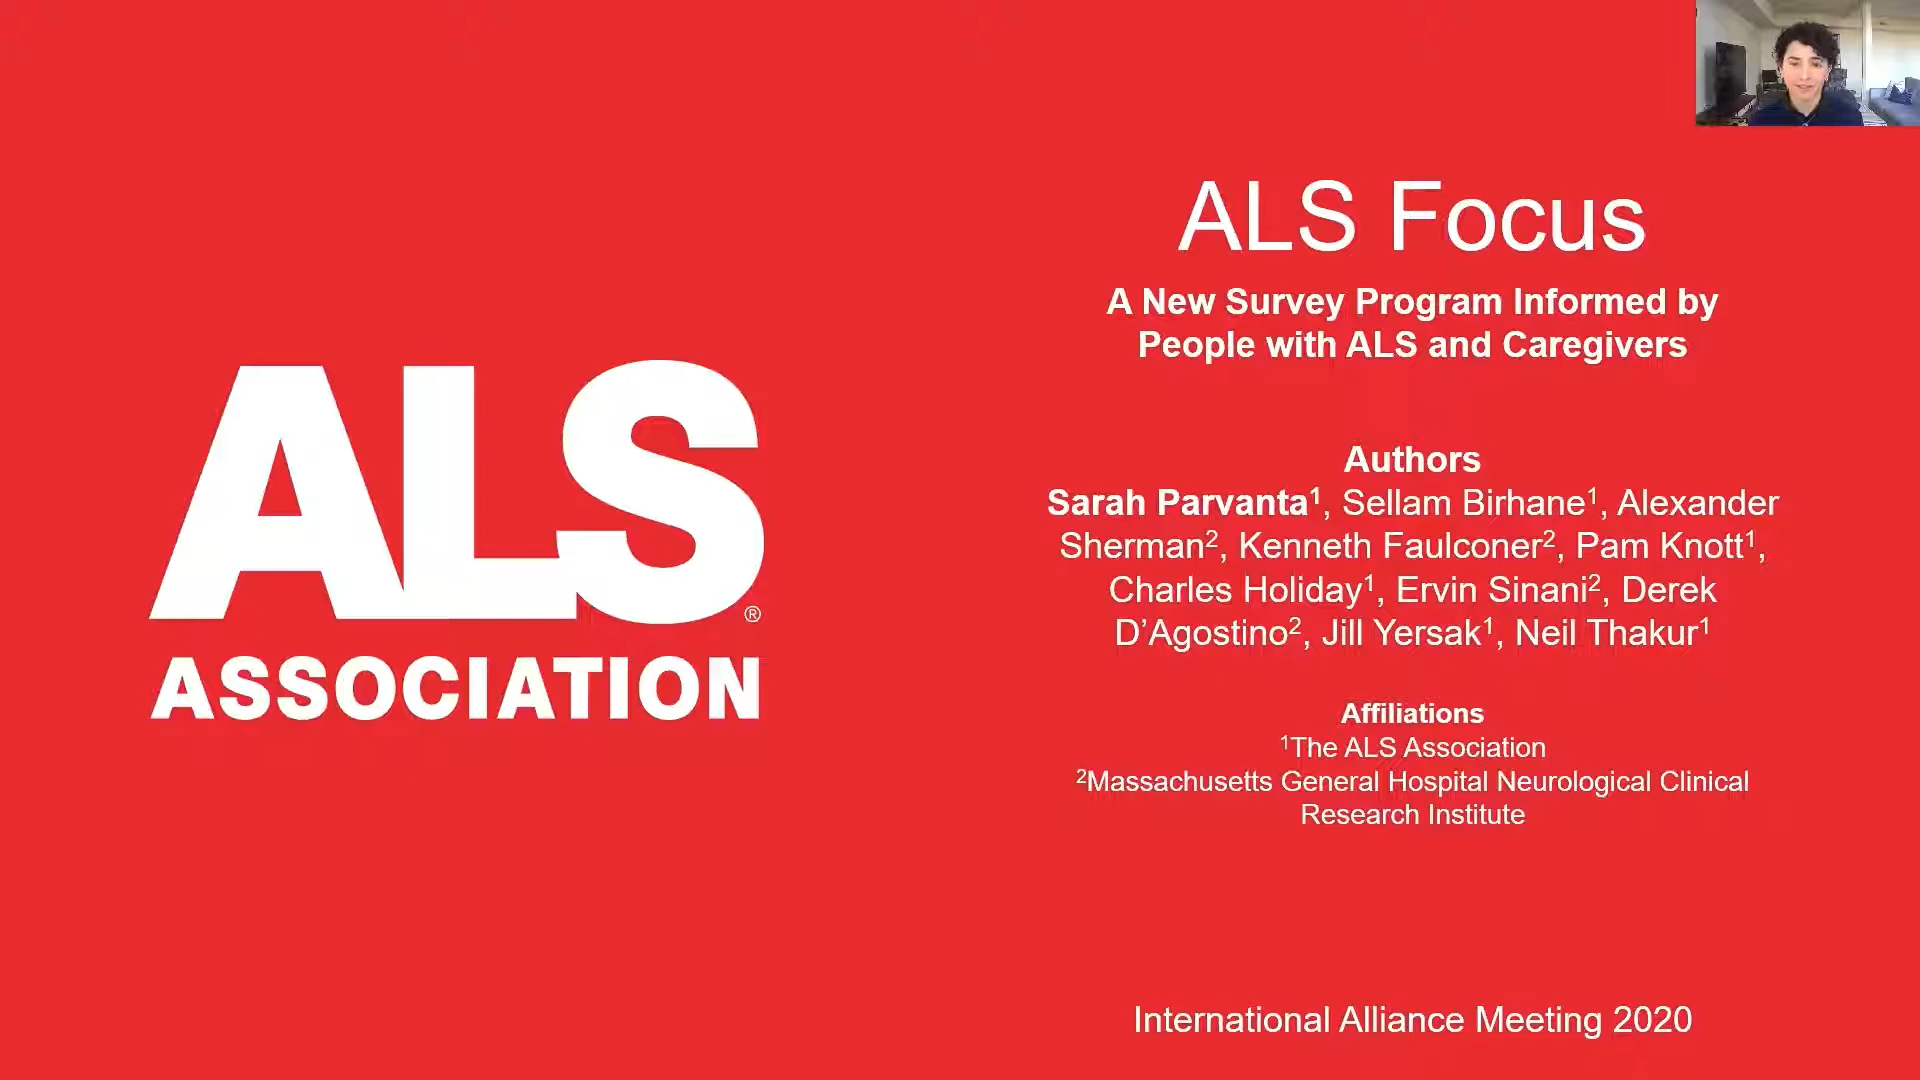 ALS
®
ASSOCIATION
ALS Focus
A New Survey Program Informed by
People with ALS and Caregivers
Authors
Sarah Parvanta¹, Sellam Birhane¹, Alexander
Sherman², Kenneth Faulconer², Pam Knott¹,
Charles Holiday¹, Ervin Sinani², Derek
D’Agostino², Jill Yersak¹, Neil Thakur¹
Affiliations
¹The ALS Association
²Massachusetts General Hospital Neurological Clinical
Research Institute
International Alliance Meeting 2020